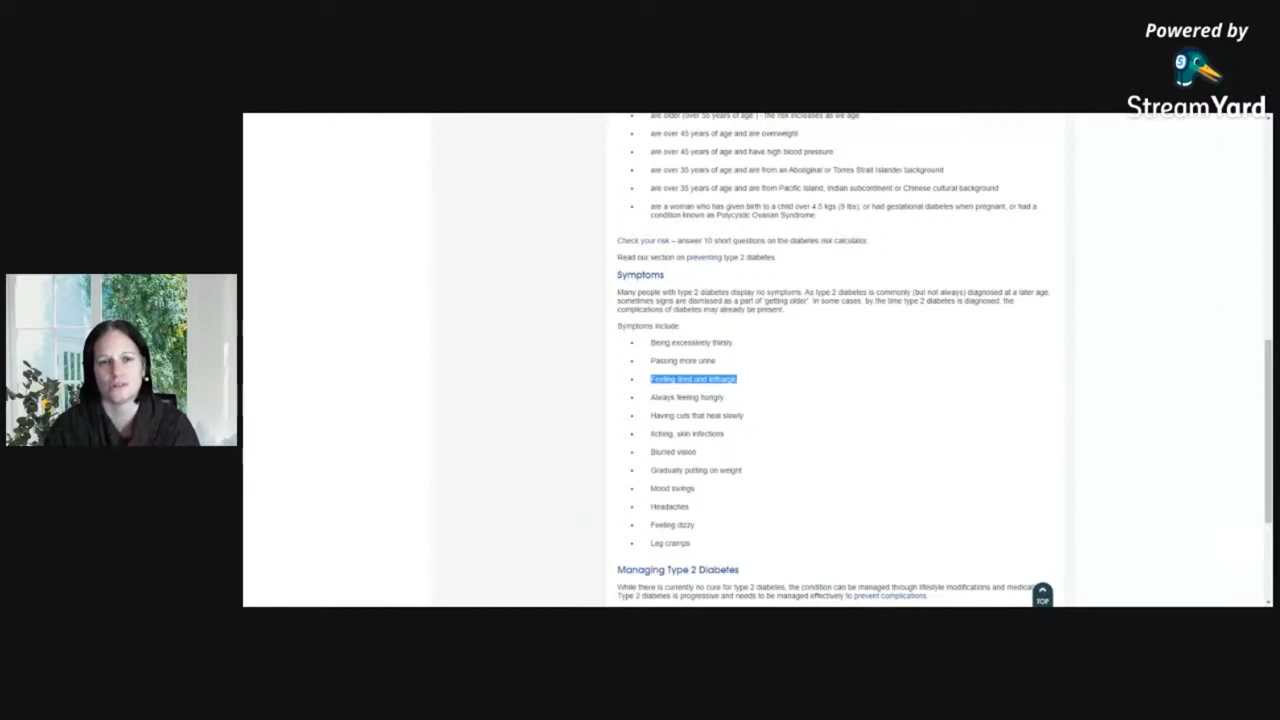 Powered by
StreamYard
are older (over 55 years of age ) - the risk increases as we age
are over 45 years of age and are overweight
are over 45 years of age and have high blood pressure
are over 35 years of age and are from an Aboriginal or Torres Strait Islander background
are over 35 years of age and are from Pacific Island, Indian subcontinent or Chinese cultural background
are a woman who has given birth to a child over 4.5 kgs (9 lbs), or had gestational diabetes when pregnant, or had a
condition known as Polycystic Ovarian Syndrome.
Check your risk – answer 10 short questions on the diabetes risk calculator.
Read our section on preventing type 2 diabetes.
Symptoms
Many people with type 2 diabetes display no symptoms. As type 2 diabetes is commonly (but not always) diagnosed at a later age,
sometimes signs are dismissed as a part of 'getting older'. In some cases, by the time type 2 diabetes is diagnosed, the
complications of diabetes may already be present.
Symptoms include:
Being excessively thirsty
Passing more urine
Feeling tired and lethargic
Always feeling hungry
Having cuts that heal slowly
Itching, skin infections
Blurred vision
Gradually putting on weight
Mood swings
Headaches
Feeling dizzy
Leg cramps
Managing Type 2 Diabetes
While there is currently no cure for type 2 diabetes, the condition can be managed through lifestyle modifications and medicati
Type 2 diabetes is progressive and needs to be managed effectively to prevent complications.
TOP